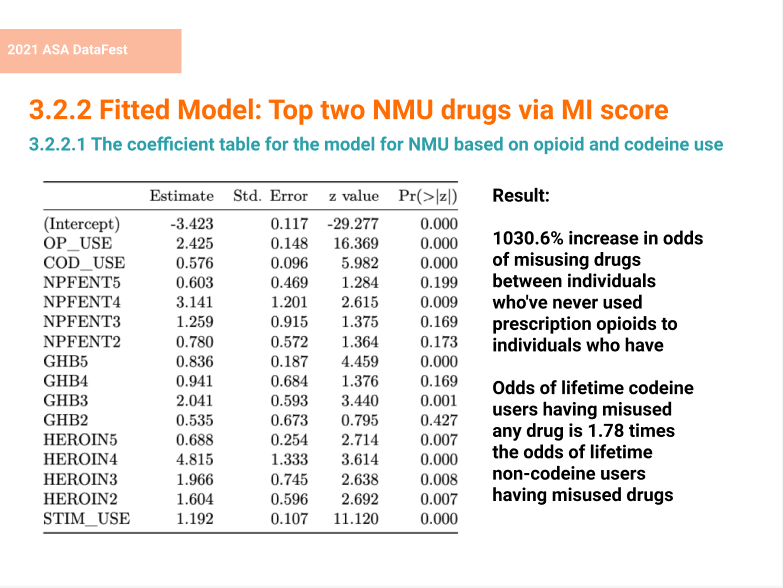 2021 ASA DataFest
3.2.2 Fitted Model: Top two NMU drugs via MI score
3.2.2.1 The coefficient table for the model for NMU based on opioid and codeine use
Estimate Std. Error z value Pr(>|z|)
(Intercept) -3.423 0.117 -29.277 0.000
OP_USE 2.425 0.148 16.369 0.000
COD_USE 0.576 0.096 5.982 0.000
NPFENT5 0.603 0.469 1.284 0.199
NPFENT4 3.141 1.201 2.615 0.009
NPFENT3 1.259 0.915 1.375 0.169
NPFENT2 0.780 0.572 1.364 0.173
GHB5 0.836 0.187 4.459 0.000
GHB4 0.941 0.684 1.376 0.169
GHB3 2.041 0.593 3.440 0.001
GHB2 0.535 0.673 0.795 0.427
HEROIN5 0.688 0.254 2.714 0.007
HEROIN4 4.815 1.333 3.614 0.000
HEROIN3 1.966 0.745 2.638 0.008
HEROIN2 1.604 0.596 2.692 0.007
STIM_USE 1.192 0.107 11.120 0.000
Result:
1030.6% increase in odds
of misusing drugs
between individuals
who've never used
prescription opioids to
individuals who have
Odds of lifetime codeine
users having misused
any drug is 1.78 times
the odds of lifetime
non-codeine users
having misused drugs